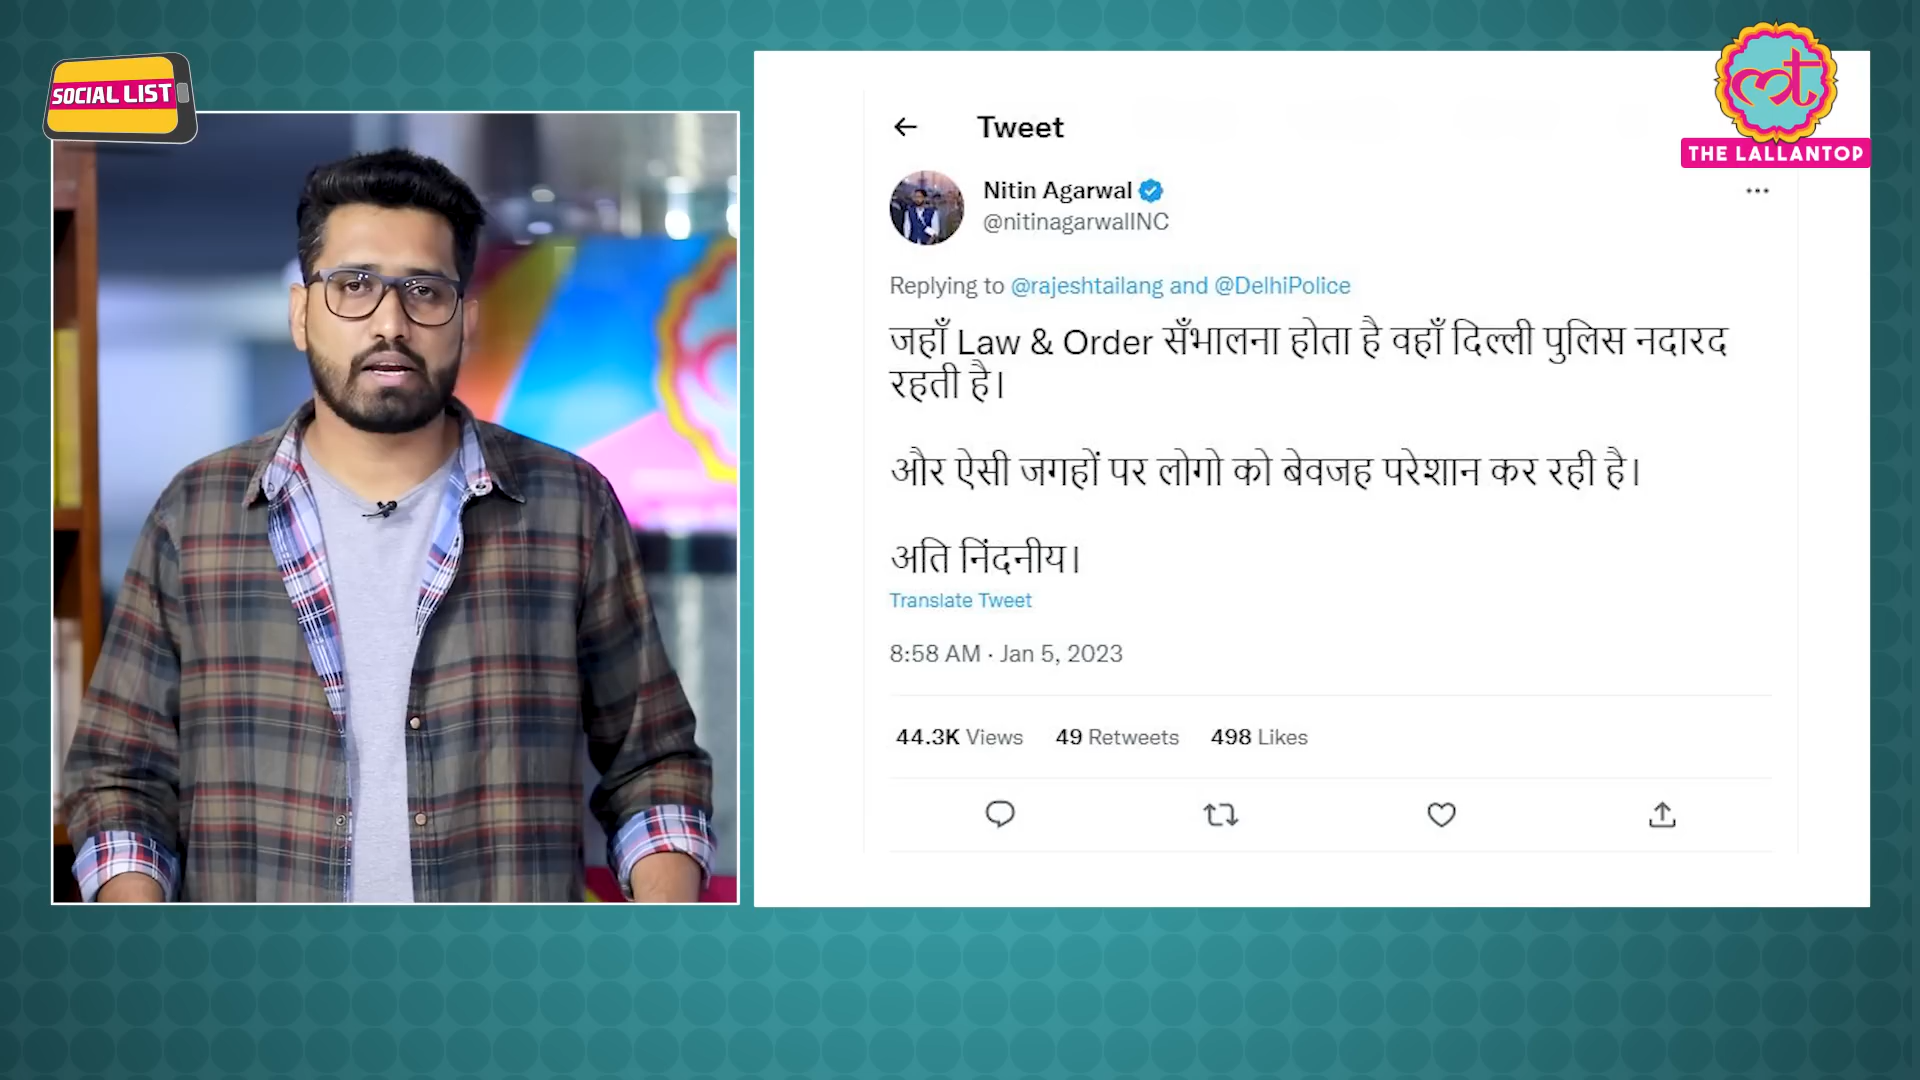 SOCIAL LIST
THE LALLANTOP
Tweet
Nitin Agarwal
@nitinagarwalINC
Replying to @rajeshtailang and @DelhiPolice
जहाँ Law & Order सँभालना होता है वहाँ दिल्ली पुलिस नदारद
रहती है।
और ऐसी जगहों पर लोगो को बेवजह परेशान कर रही है।
अति निंदनीय।
Translate Tweet
8:58 AM · Jan 5, 2023
44.3K Views 49 Retweets 498 Likes